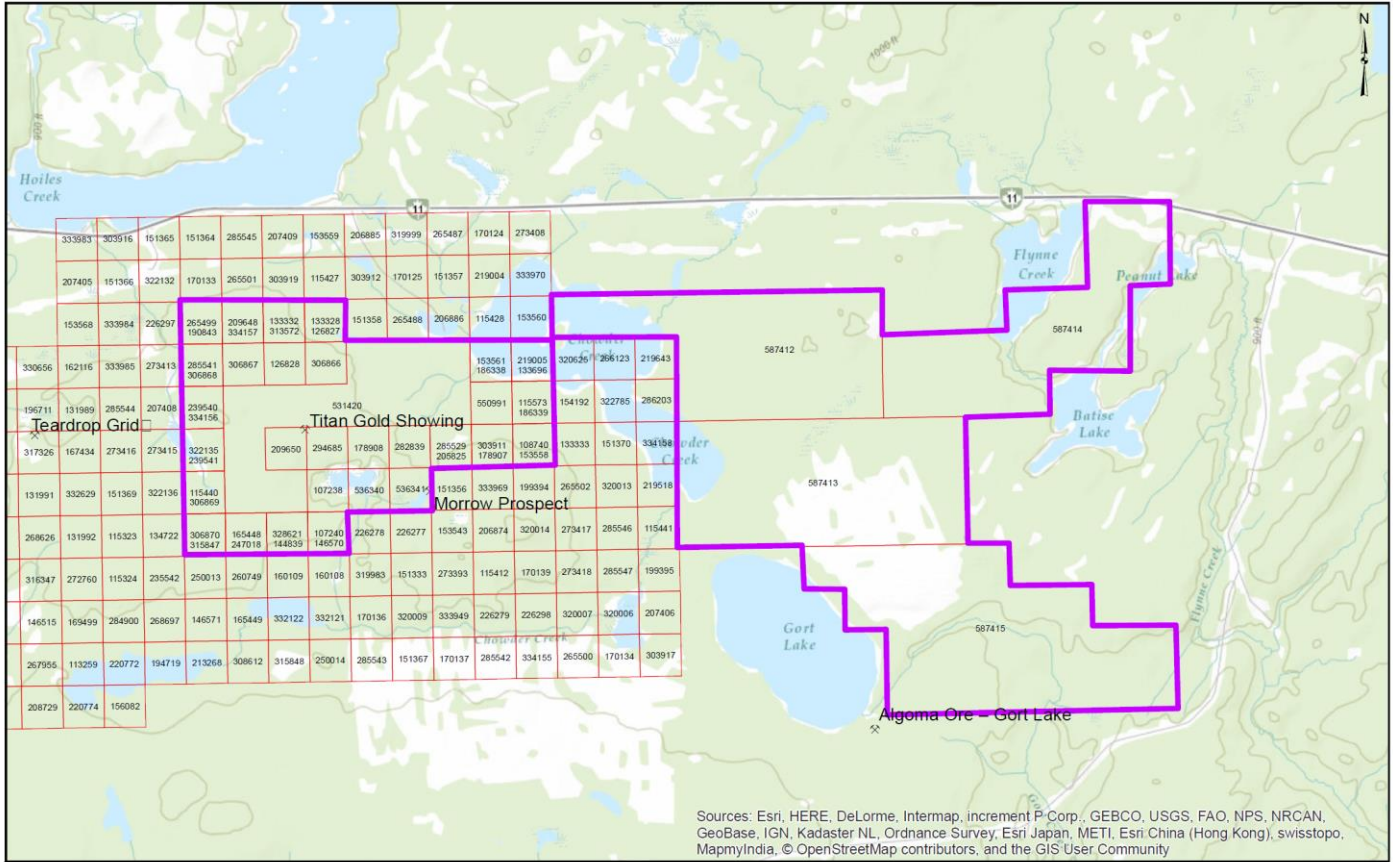 N
1000 ft
900 ft
Hoiles
Creek
11
11
333983 303916 151365 151364 285545 207409 153559 206885 319999 265487 170124 273408
Flynne
Creek
Peanut Lake
207405 151366 322132 170133 265501 303919 115427 303912 170125 151357 219004 333970
153568 333984 226297 265499 209648 133332 133328 151358 265488 206886 115428 153560
190843 334157 313572 126827
587414
900 ft
Chowder
Creek
587412
330656 162116 333985 273413 285541 306867 126828 306866 153561 219005 320626 266123 219643
306868 186338 133696
196711 131989 285544 207408 239540 531420 550991 115573 154192 322785 286203
334156 186339
Teardrop Grid
Titan Gold Showing
Batise
Lake
317326 167434 273416 273415 322135 209650 294685 178908 282839 285529 303911 108740 133333 151370 334158
239541 205825 178907 153558
Chowder
Creek
587413
131991 332629 151369 322136 115440 107238 536340 536341 151356 333969 199394 265502 320013 219518
306869
Morrow Prospect
268626 131992 115323 134722 306870 165448 328621 107240 226278 226277 153543 206874 320014 273417 285546 115441
315847 247018 144839 146570
316347 272760 115324 235542 250013 260749 160109 160108 319983 151333 273393 115412 170139 273418 285547 199395
Flynne Creek
146515 169499 284900 268697 146571 165449 332122 332121 170136 320009 333949 226279 226298 320007 320006 207406
Gort
Lake
587415
Chowder Creek
267955 113259 220772 194719 213268 308612 315848 250014 285543 151367 170137 285542 334155 265500 170134 303917
208729 220774 156082
Algoma Ore – Gort Lake
Sources: Esri, HERE, DeLorme, Intermap, increment P Corp., GEBCO, USGS, FAO, NPS, NRCAN,
GeoBase, IGN, Kadaster NL, Ordnance Survey, Esri Japan, METI, Esri China (Hong Kong), swisstopo,
MapmyIndia, © OpenStreetMap contributors, and the GIS User Community